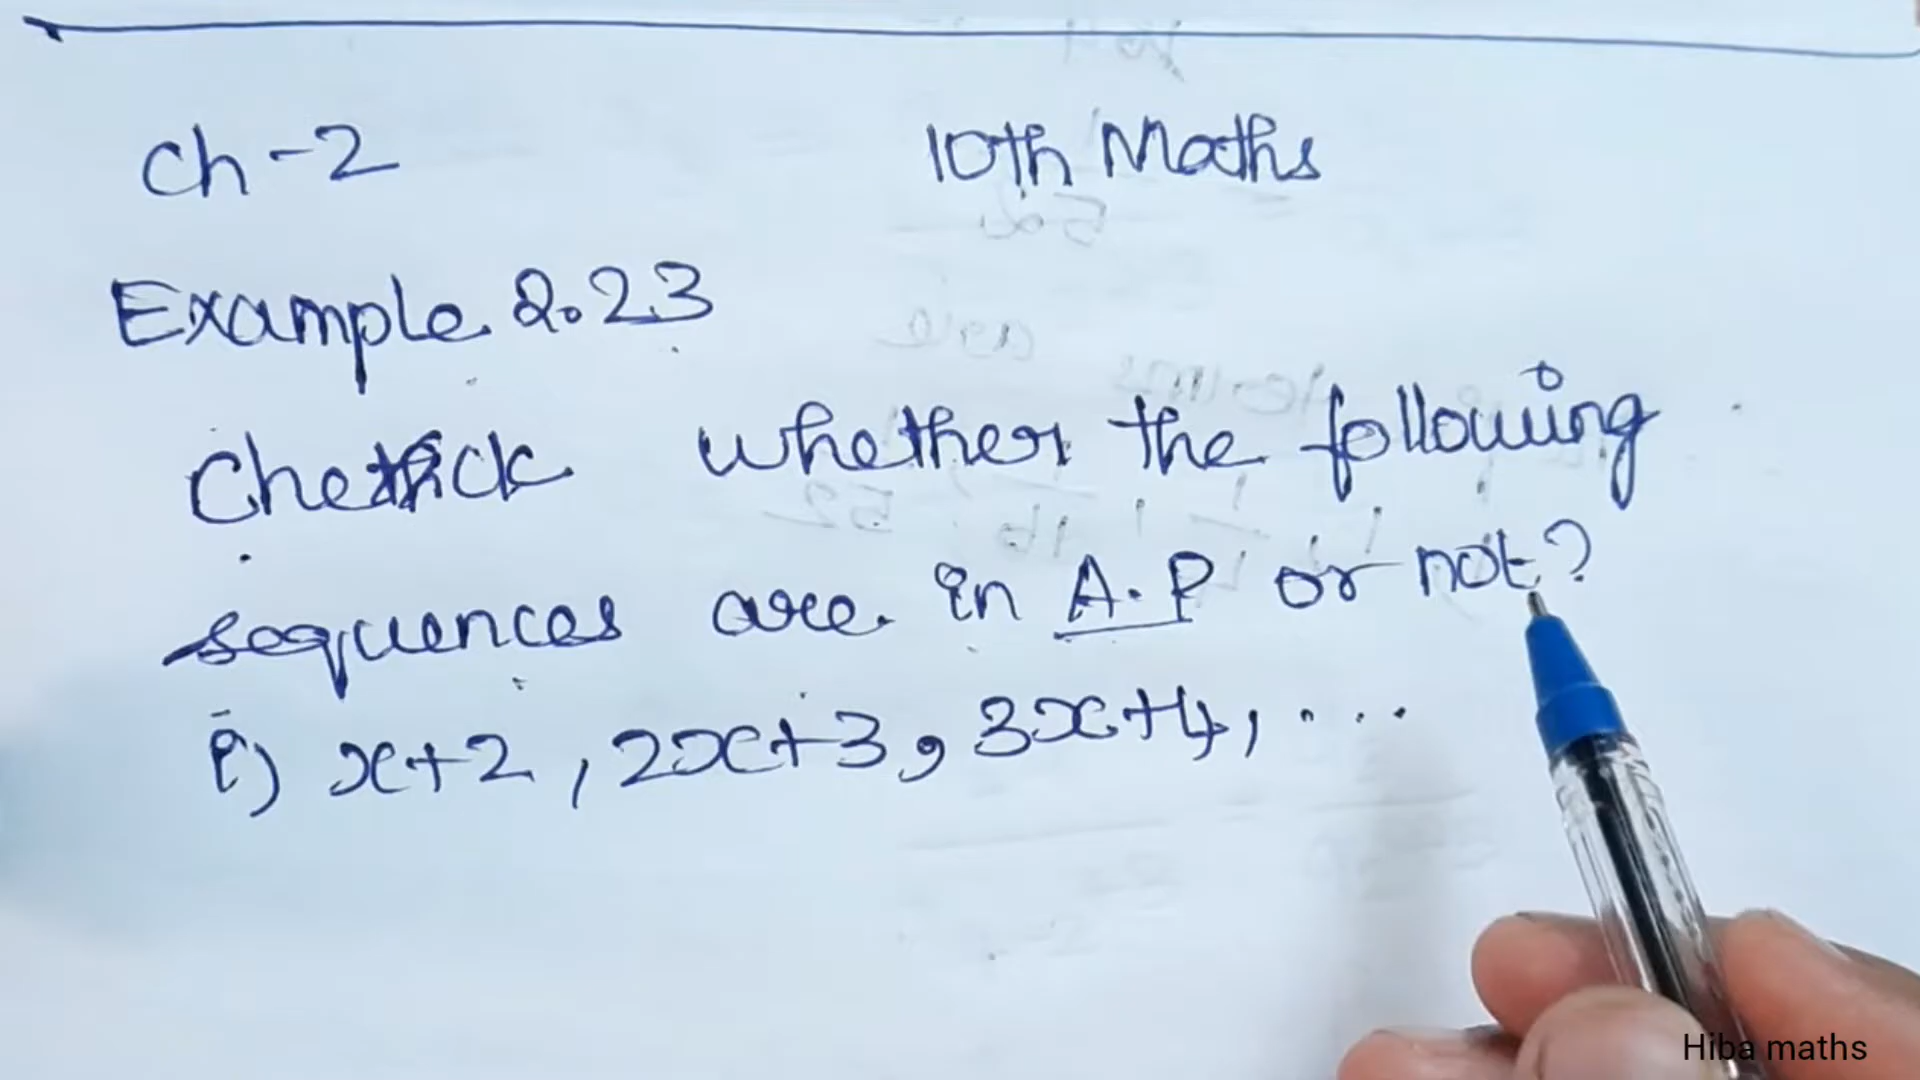 Ch-2 10th Maths
Example 2.23
Check whether the following
sequences are in A.P or not?
i) x+2, 2x+3, 3x+4, ...
Hiba maths